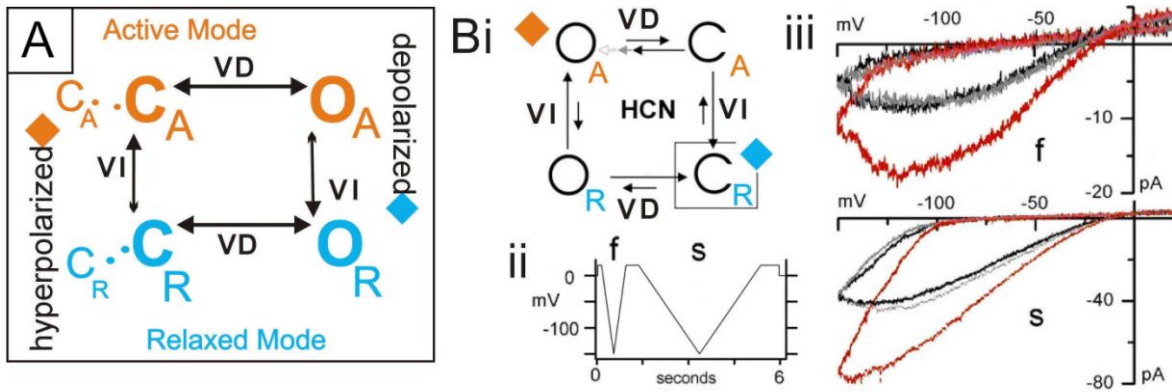 A
Active Mode
VD
C A
C A
O A
hyperpolarized
VI
VI
depolarized
C R
C R
VD
O R
Relaxed Mode
Bi
VD
A
A
VI
HCN
VI
R
VD
R
ii
f
s
0
mV
-100
0
seconds
6
iii
mV
-100
-50
-10
f
pA
-20
mV
-100
-50
-40
s
pA
-80